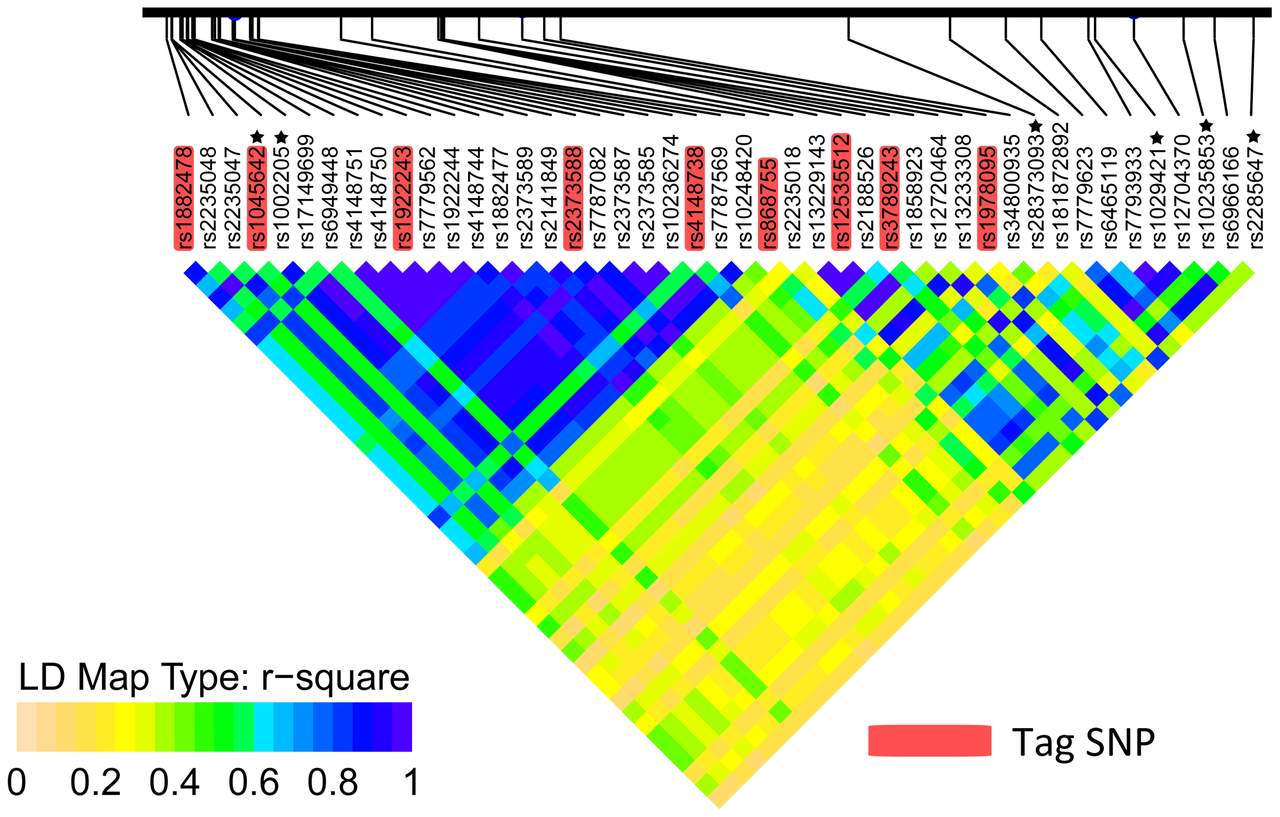 rs1882478
rs2235048
rs2235047
rs1045642
rs1002205
rs17149699
rs6949448
rs4148751
rs4148750
rs1922243
rs7779562
rs1922244
rs4148744
rs1882477
rs2373589
rs2141849
rs2373588
rs7787082
rs2373587
rs2373585
rs10236274
rs4148738
rs7787569
rs10248420
rs868755
rs2235018
rs13229143
rs12535512
rs2188526
rs3789243
rs1858923
rs12720464
rs13233308
rs1978095
rs34800935
rs28373093
rs181872892
rs7779623
rs6465119
rs7793933
rs1029421
rs12704370
rs10235853
rs6966166
rs2285647
LD Map Type: r−square
0 0.2 0.4 0.6 0.8 1
Tag SNP